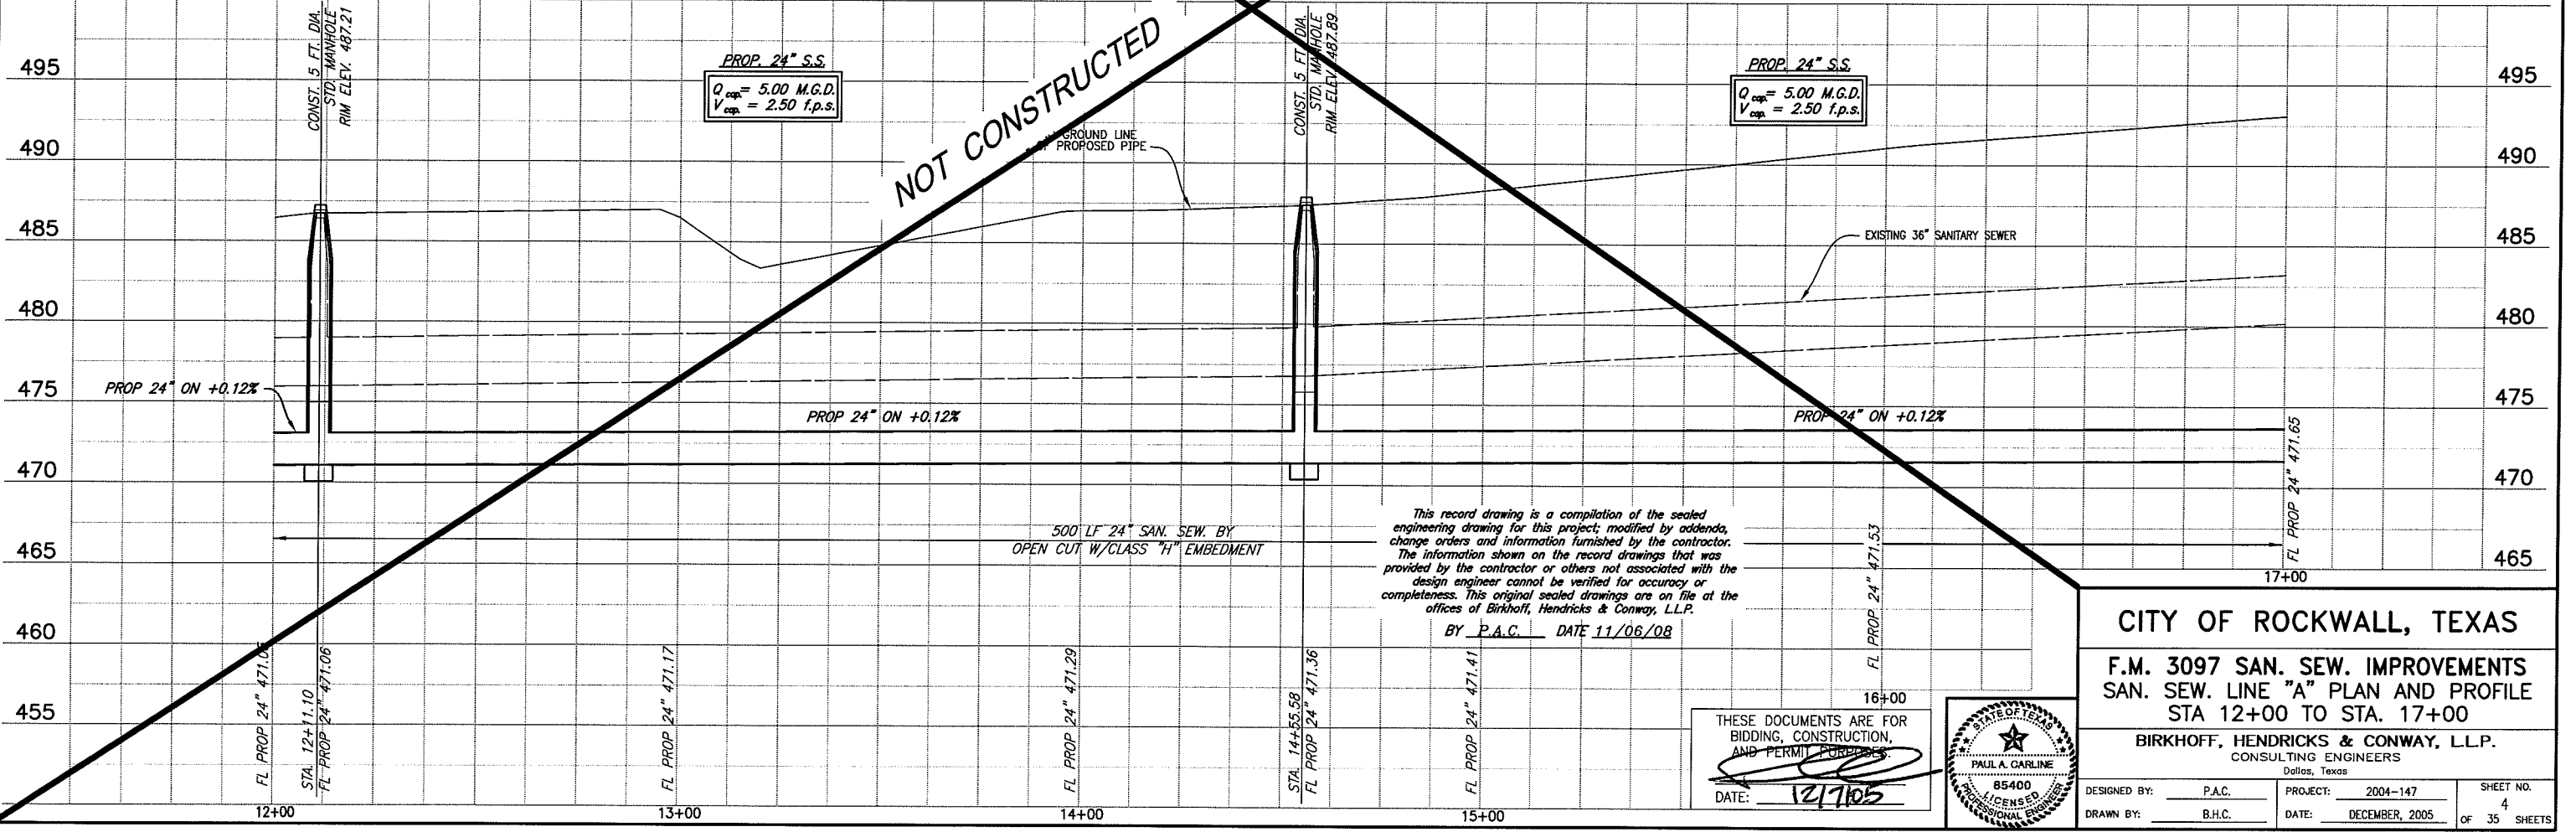 CONST. 5 FT. DIA.
STD. MANHOLE
RIM ELEV. 487.21
CONST. 5 FT. DIA.
STD. MANHOLE
RIM ELEV. 487.89
PROP. 24" S.S.
Q cap. = 5.00 M.G.D.
V cap. = 2.50 f.p.s.
NOT CONSTRUCTED
PROP. 24" S.S.
Q cap. = 5.00 M.G.D.
V cap. = 2.50 f.p.s.
GROUND LINE
PROPOSED PIPE
EXISTING 36" SANITARY SEWER
495
490
485
480
475
470
465
460
455
495
490
485
480
475
470
465
PROP 24" ON +0.12%
PROP 24" ON +0.12%
PROP 24" ON +0.12%
500 LF 24" SAN. SEW. BY
OPEN CUT W/CLASS "H" EMBEDMENT
This record drawing is a compilation of the sealed
engineering drawing for this project; modified by addenda,
change orders and information furnished by the contractor.
The information shown on the record drawings that was
provided by the contractor or others not associated with the
design engineer cannot be verified for accuracy or
completeness. This original sealed drawings are on file at the
offices of Birkhoff, Hendricks & Conway, L.L.P.
BY P.A.C. DATE 11/06/08
FL PROP 24"
STA. 12+11.10
FL PROP 24" 471.06
FL PROP 24" 471.17
FL PROP 24" 471.29
STA. 14+55.58
FL PROP 24" 471.36
FL PROP 24" 471.41
FL PROP 24" 471.53
FL PROP 24" 471.65
12+00
13+00
14+00
15+00
16+00
17+00
THESE DOCUMENTS ARE FOR
BIDDING, CONSTRUCTION,
AND PERMIT PURPOSES.
DATE: 12/7/05
STATE OF TEXAS
PAUL A. CARLINE
85400
LICENSED
PROFESSIONAL ENGINEER
CITY OF ROCKWALL, TEXAS
F.M. 3097 SAN. SEW. IMPROVEMENTS
SAN. SEW. LINE "A" PLAN AND PROFILE
STA 12+00 TO STA. 17+00
BIRKHOFF, HENDRICKS & CONWAY, L.L.P.
CONSULTING ENGINEERS
Dallas, Texas
DESIGNED BY: P.A.C.
DRAWN BY: B.H.C.
PROJECT: 2004-147
DATE: DECEMBER, 2005
SHEET NO.
4
OF 35 SHEETS